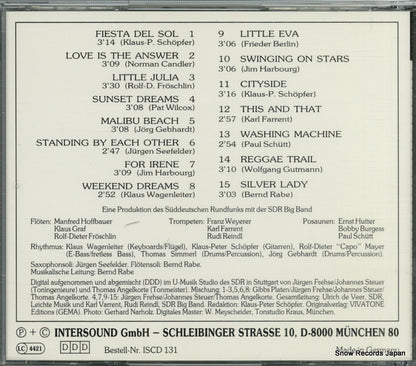 FIESTA DEL SOL 1
3'14 (Klaus-P. Schöpfer)
LOVE IS THE ANSWER 2
3'09 (Norman Candler)
LITTLE JULIA 3
3'30 (Rolf-D. Fröschlin)
SUNSET DREAMS 4
3'08 (Pat Wilcox)
MALIBU BEACH 5
3'08 (Jörg Gebhardt)
STANDING BY EACH OTHER 6
2'47 (Jürgen Seefelder)
FOR IRENE 7
3'09 (Jim Harbourg)
WEEKEND DREAMS 8
2'52 (Klaus Wagenleiter)
9 LITTLE EVA
3'06 (Frieder Berlin)
10 SWINGING ON STARS
3'06 (Jim Harbourg)
11 CITYSIDE
3'16 (Klaus-P. Schöpfer)
12 THIS AND THAT
2'57 (Karl Farrent)
13 WASHING MACHINE
2'54 (Paul Schütt)
14 REGGAE TRAIL
3'10 (Wolfgang Gutmann)
15 SILVER LADY
3'03 (Bernd Rabe)
Eine Produktion des Süddeutschen Rundfunks mit der SDR Big Band
Flöten: Manfred Hoffbauer
Klaus Graf
Rolf-Dieter Fröschlin
Trompeten: Franz Weyerer
Karl Farrent
Rudi Reindl
Posaunen: Ernst Hutter
Bobby Burgess
Paul Schütt
Rhythmus: Klaus Wagenleiter (Keyboards/Flügel), Klaus-Peter Schöpfer (Gitarren), Rolf-Dieter "Capo" Mayer
(E-Bass/fretless Bass), Thomas Simmerl (Drums/Percussion), Jörg Gebhardt (Drums/Percussion).
Saxophonsoli: Jürgen Seefelder, Flötensoli: Bernd Rabe.
Musikalische Leitung: Bernd Rabe
Digital aufgenommen und abgemischt (DDD) im U-Musik Studio des SDR in Stuttgart von Jürgen Frehse/Johannes Steuer
(Toningenieure) und Thomas Angelkorte (Tonmeister). Mischung: 1-3,5,6,8. Gibbs Platen/Jürgen Frehse/Johannes Steuer/
Thomas Angelkorte. 4,7,9-15: Jürgen Frehse/Johannes Steuer/Thomas Angelkorte. Gesamtleitung: Ulrich de Veer, SDR.
Leiste Musik und Karl Farrent, Rudi Reindl, SDR Big Band. Redaktion: Klaus-Peter Schöpfer. Originalverlag: VIVATONE
Editions (GEMA). Photo: Gerhard Narholz. Digitales Mastering: W. Meyscheider, Tonstudio Krauss, München.
P + © INTERSOUND GmbH – SCHLEIBINGER STRASSE 10, D-8000 MÜNCHEN 80
LC 4421 DDD Bestell-Nr. ISCD 131 Made in Germany
Snow Records Japan